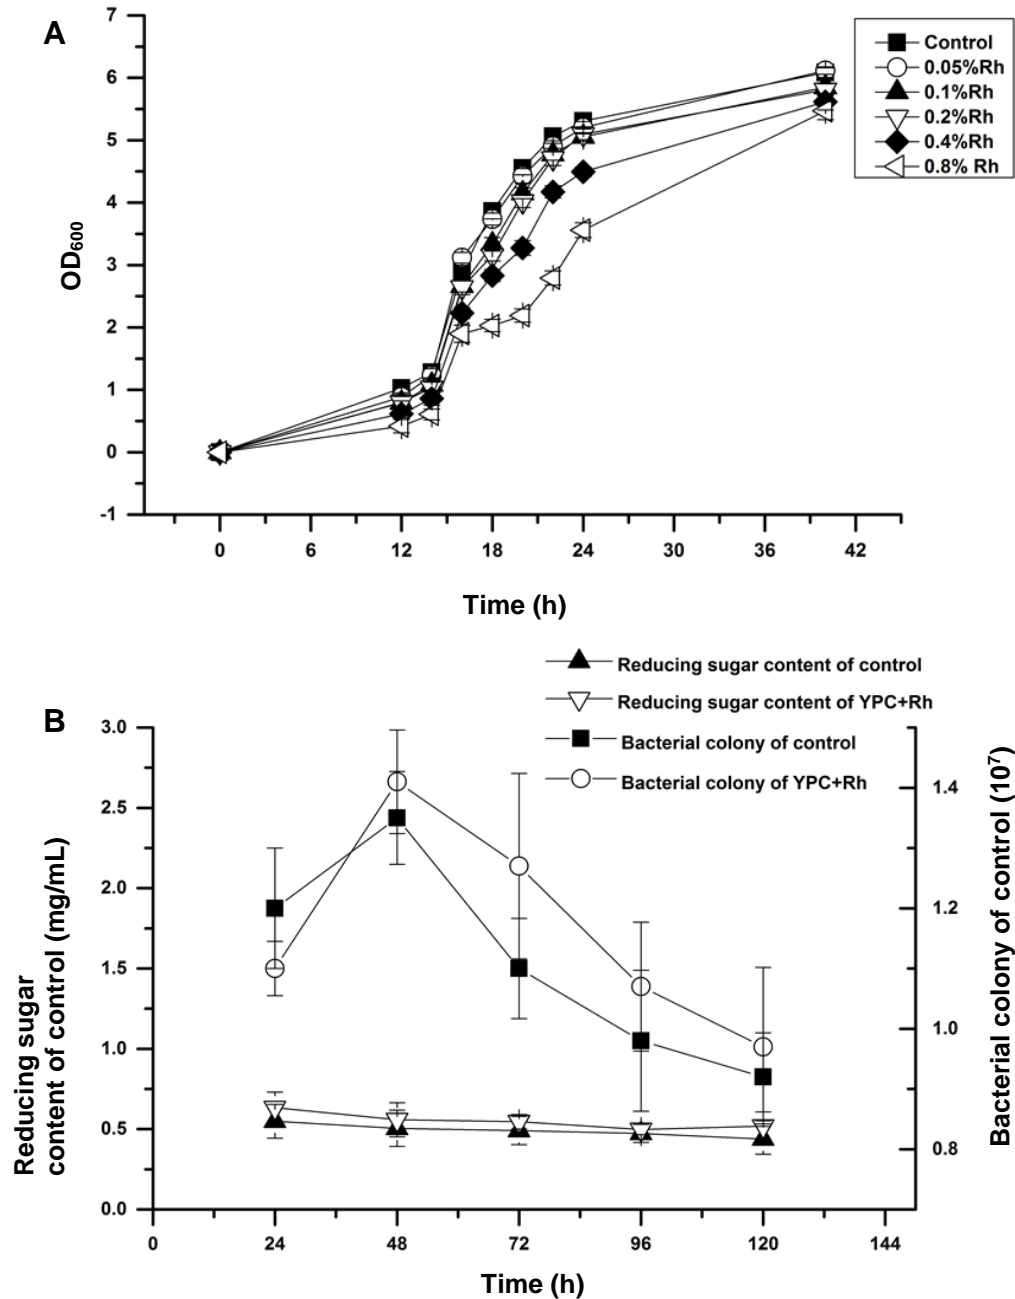 A
7
6
5
4
3
2
1
0
-1
OD600
0 6 12 18 24 30 36 42
Time (h)
Control
0.05%Rh
0.1%Rh
0.2%Rh
0.4%Rh
0.8% Rh
B
Reducing sugar content of control
Reducing sugar content of YPC+Rh
Bacterial colony of control
Bacterial colony of YPC+Rh
3.0
2.5
2.0
1.5
1.0
0.5
0.0
Reducing sugar
content of control (mg/mL)
1.4
1.2
1.0
0.8
Bacterial colony of control (10⁷)
0 24 48 72 96 120 144
Time (h)